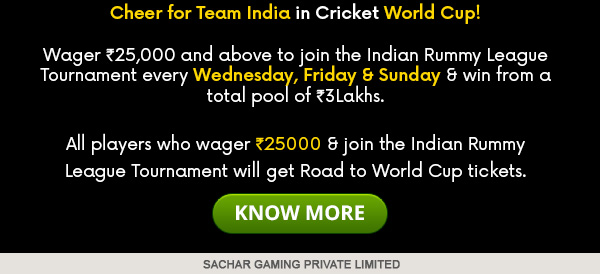 Cheer for Team India in Cricket World Cup!
Wager ₹25,000 and above to join the Indian Rummy League
Tournament every Wednesday, Friday & Sunday & win from a
total pool of ₹3Lakhs.
All players who wager ₹25000 & join the Indian Rummy
League Tournament will get Road to World Cup tickets.
KNOW MORE
SACHAR GAMING PRIVATE LIMITED